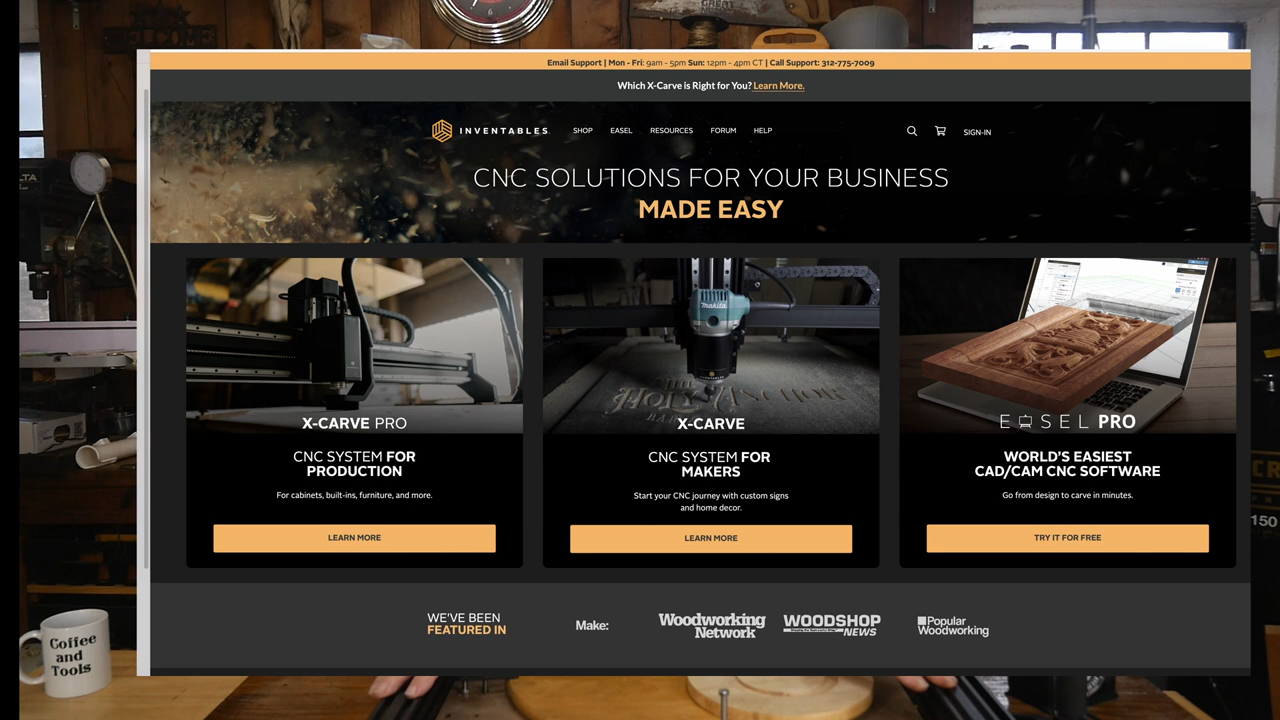 Email Support | Mon - Fri: 9am - 5pm Sun: 12pm - 4pm CT | Call Support: 312-775-7009
Which X-Carve is Right for You? Learn More.
INVENTABLES
SHOP EASEL RESOURCES FORUM HELP
SIGN-IN
CNC SOLUTIONS FOR YOUR BUSINESS
MADE EASY
X-CARVE PRO
CNC SYSTEM FOR
PRODUCTION
For cabinets, built-ins, furniture, and more.
LEARN MORE
makita
X-CARVE
CNC SYSTEM FOR
MAKERS
Start your CNC journey with custom signs
and home decor.
LEARN MORE
EASEL PRO
WORLD'S EASIEST
CAD/CAM CNC SOFTWARE
Go from design to carve in minutes.
TRY IT FOR FREE
WE'VE BEEN
FEATURED IN
Make:
Woodworking
Network
WOODSHOP
NEWS
Popular
Woodworking
Coffee
and
Tools
150